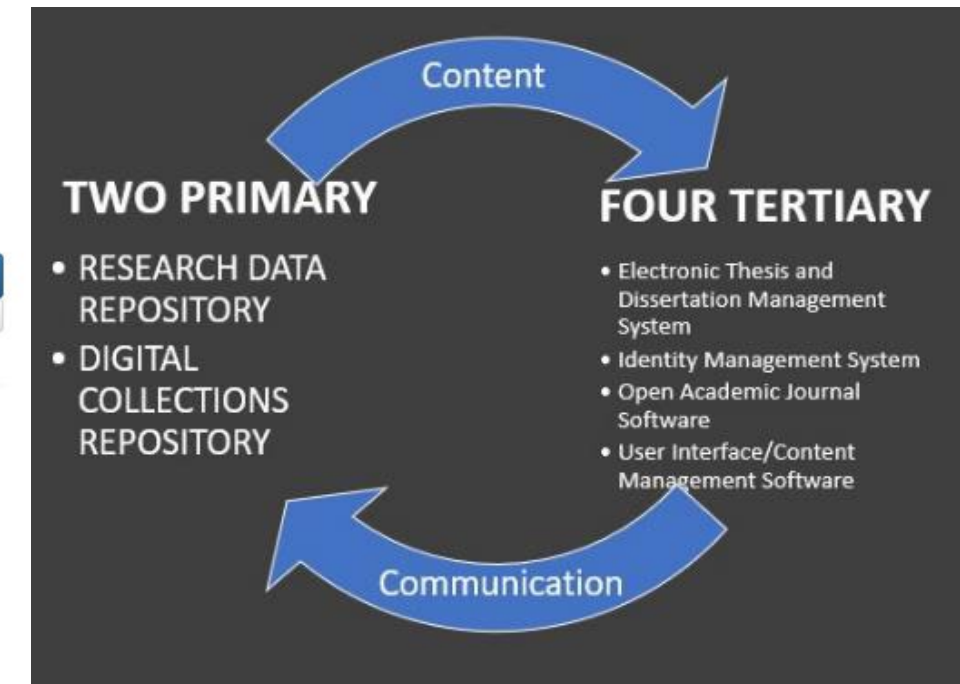 Content
TWO PRIMARY
• RESEARCH DATA
REPOSITORY
• DIGITAL
COLLECTIONS
REPOSITORY
FOUR TERTIARY
• Electronic Thesis and
Dissertation Management
System
• Identity Management System
• Open Academic Journal
Software
• User Interface/Content
Management Software
Communication